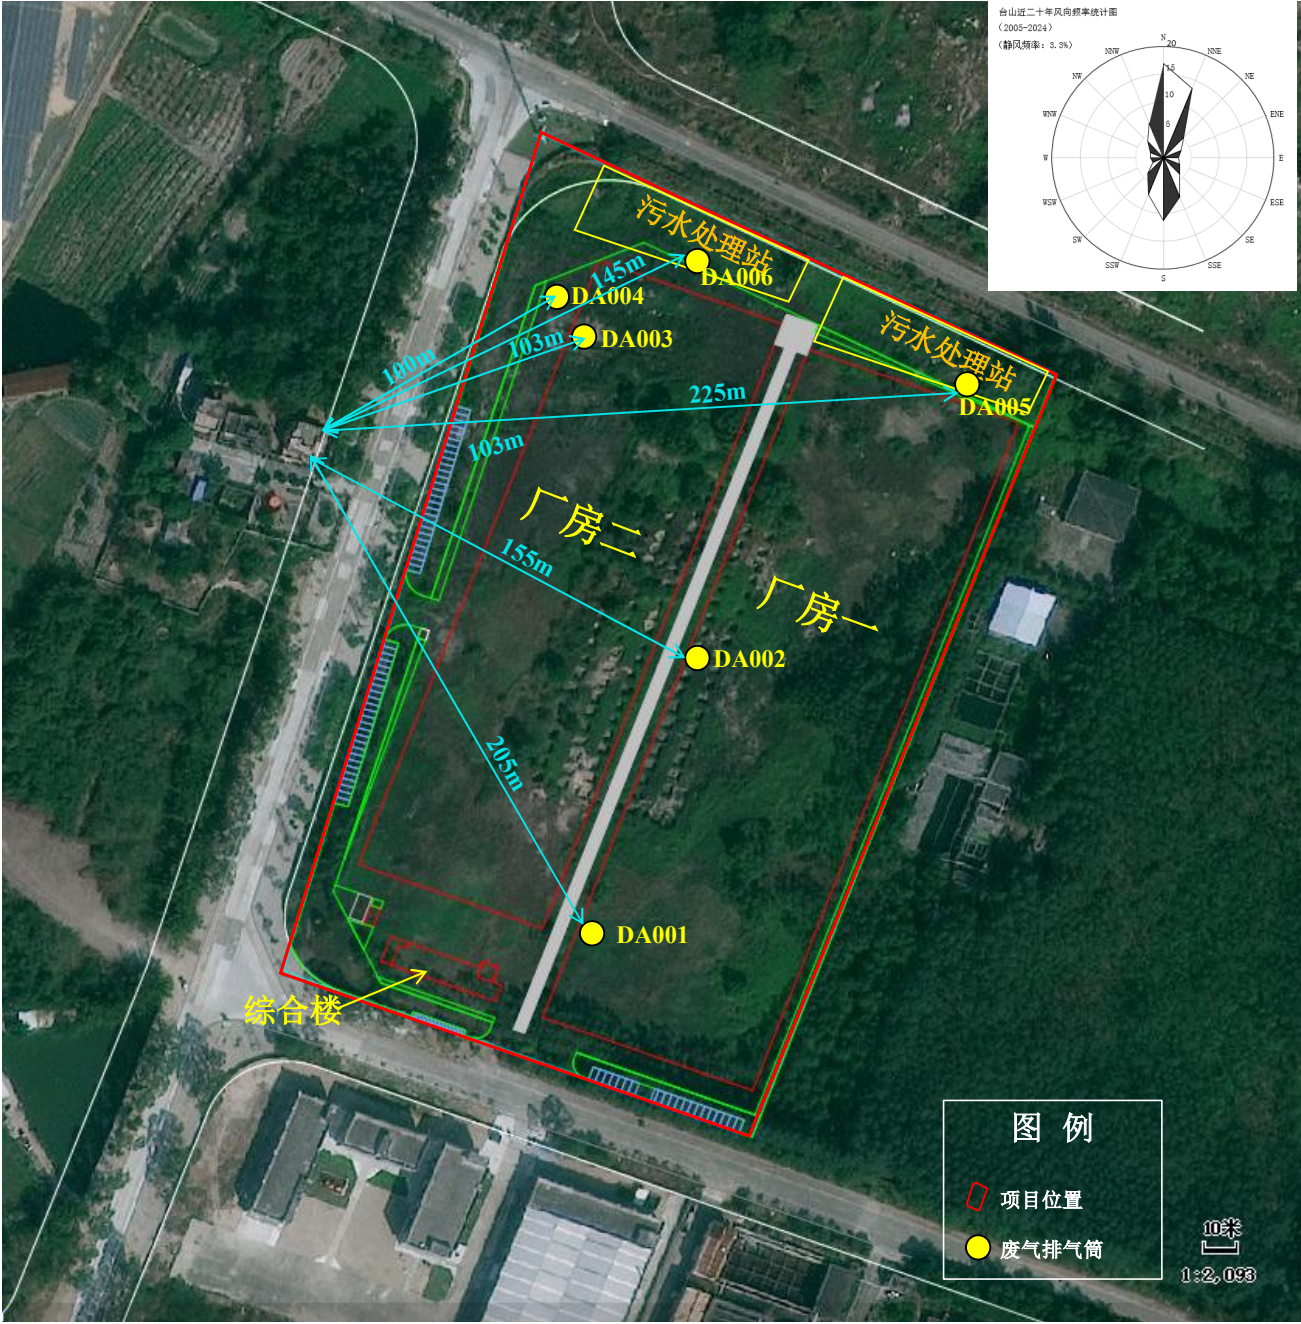 台山近二十年风向频率统计图
(2005-2024)
(静风频率: 3.3%)
N
20
NNW
NNE
15
NW
NE
10
WNW
ENE
5
W
E
WSW
ESE
SW
SE
SSW
SSE
S
污水处理站
DA006
145m
DA004
103m
DA003
100m
污水处理站
225m
DA005
103m
厂房二
155m
厂房一
DA002
205m
DA001
综合楼
图 例
项目位置
废气排气筒
10米
1:2,093